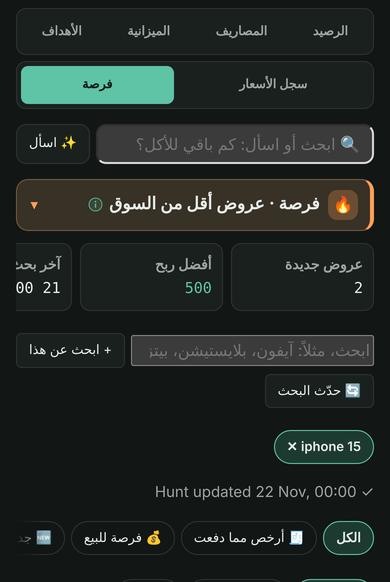 الرصيد المصاريف الميزانية الأهداف
سجل الأسعار فرصة
🔍 ابحث أو اسأل: كم باقي للأكل؟ ✨ اسأل
🔥 فرصة · عروض أقل من السوق ⓘ ▼
عروض جديدة أفضل ربح آخر بحث
2 500 21 00
ابحث، مثلاً: آيفون، بلايستيشن، بيتز + ابحث عن هذا
🔄 حدّث البحث
iphone 15 ✕
✓ Hunt updated 22 Nov, 00:00
الكل 🧾 أرخص مما دفعت 💰 فرصة للبيع 🆕